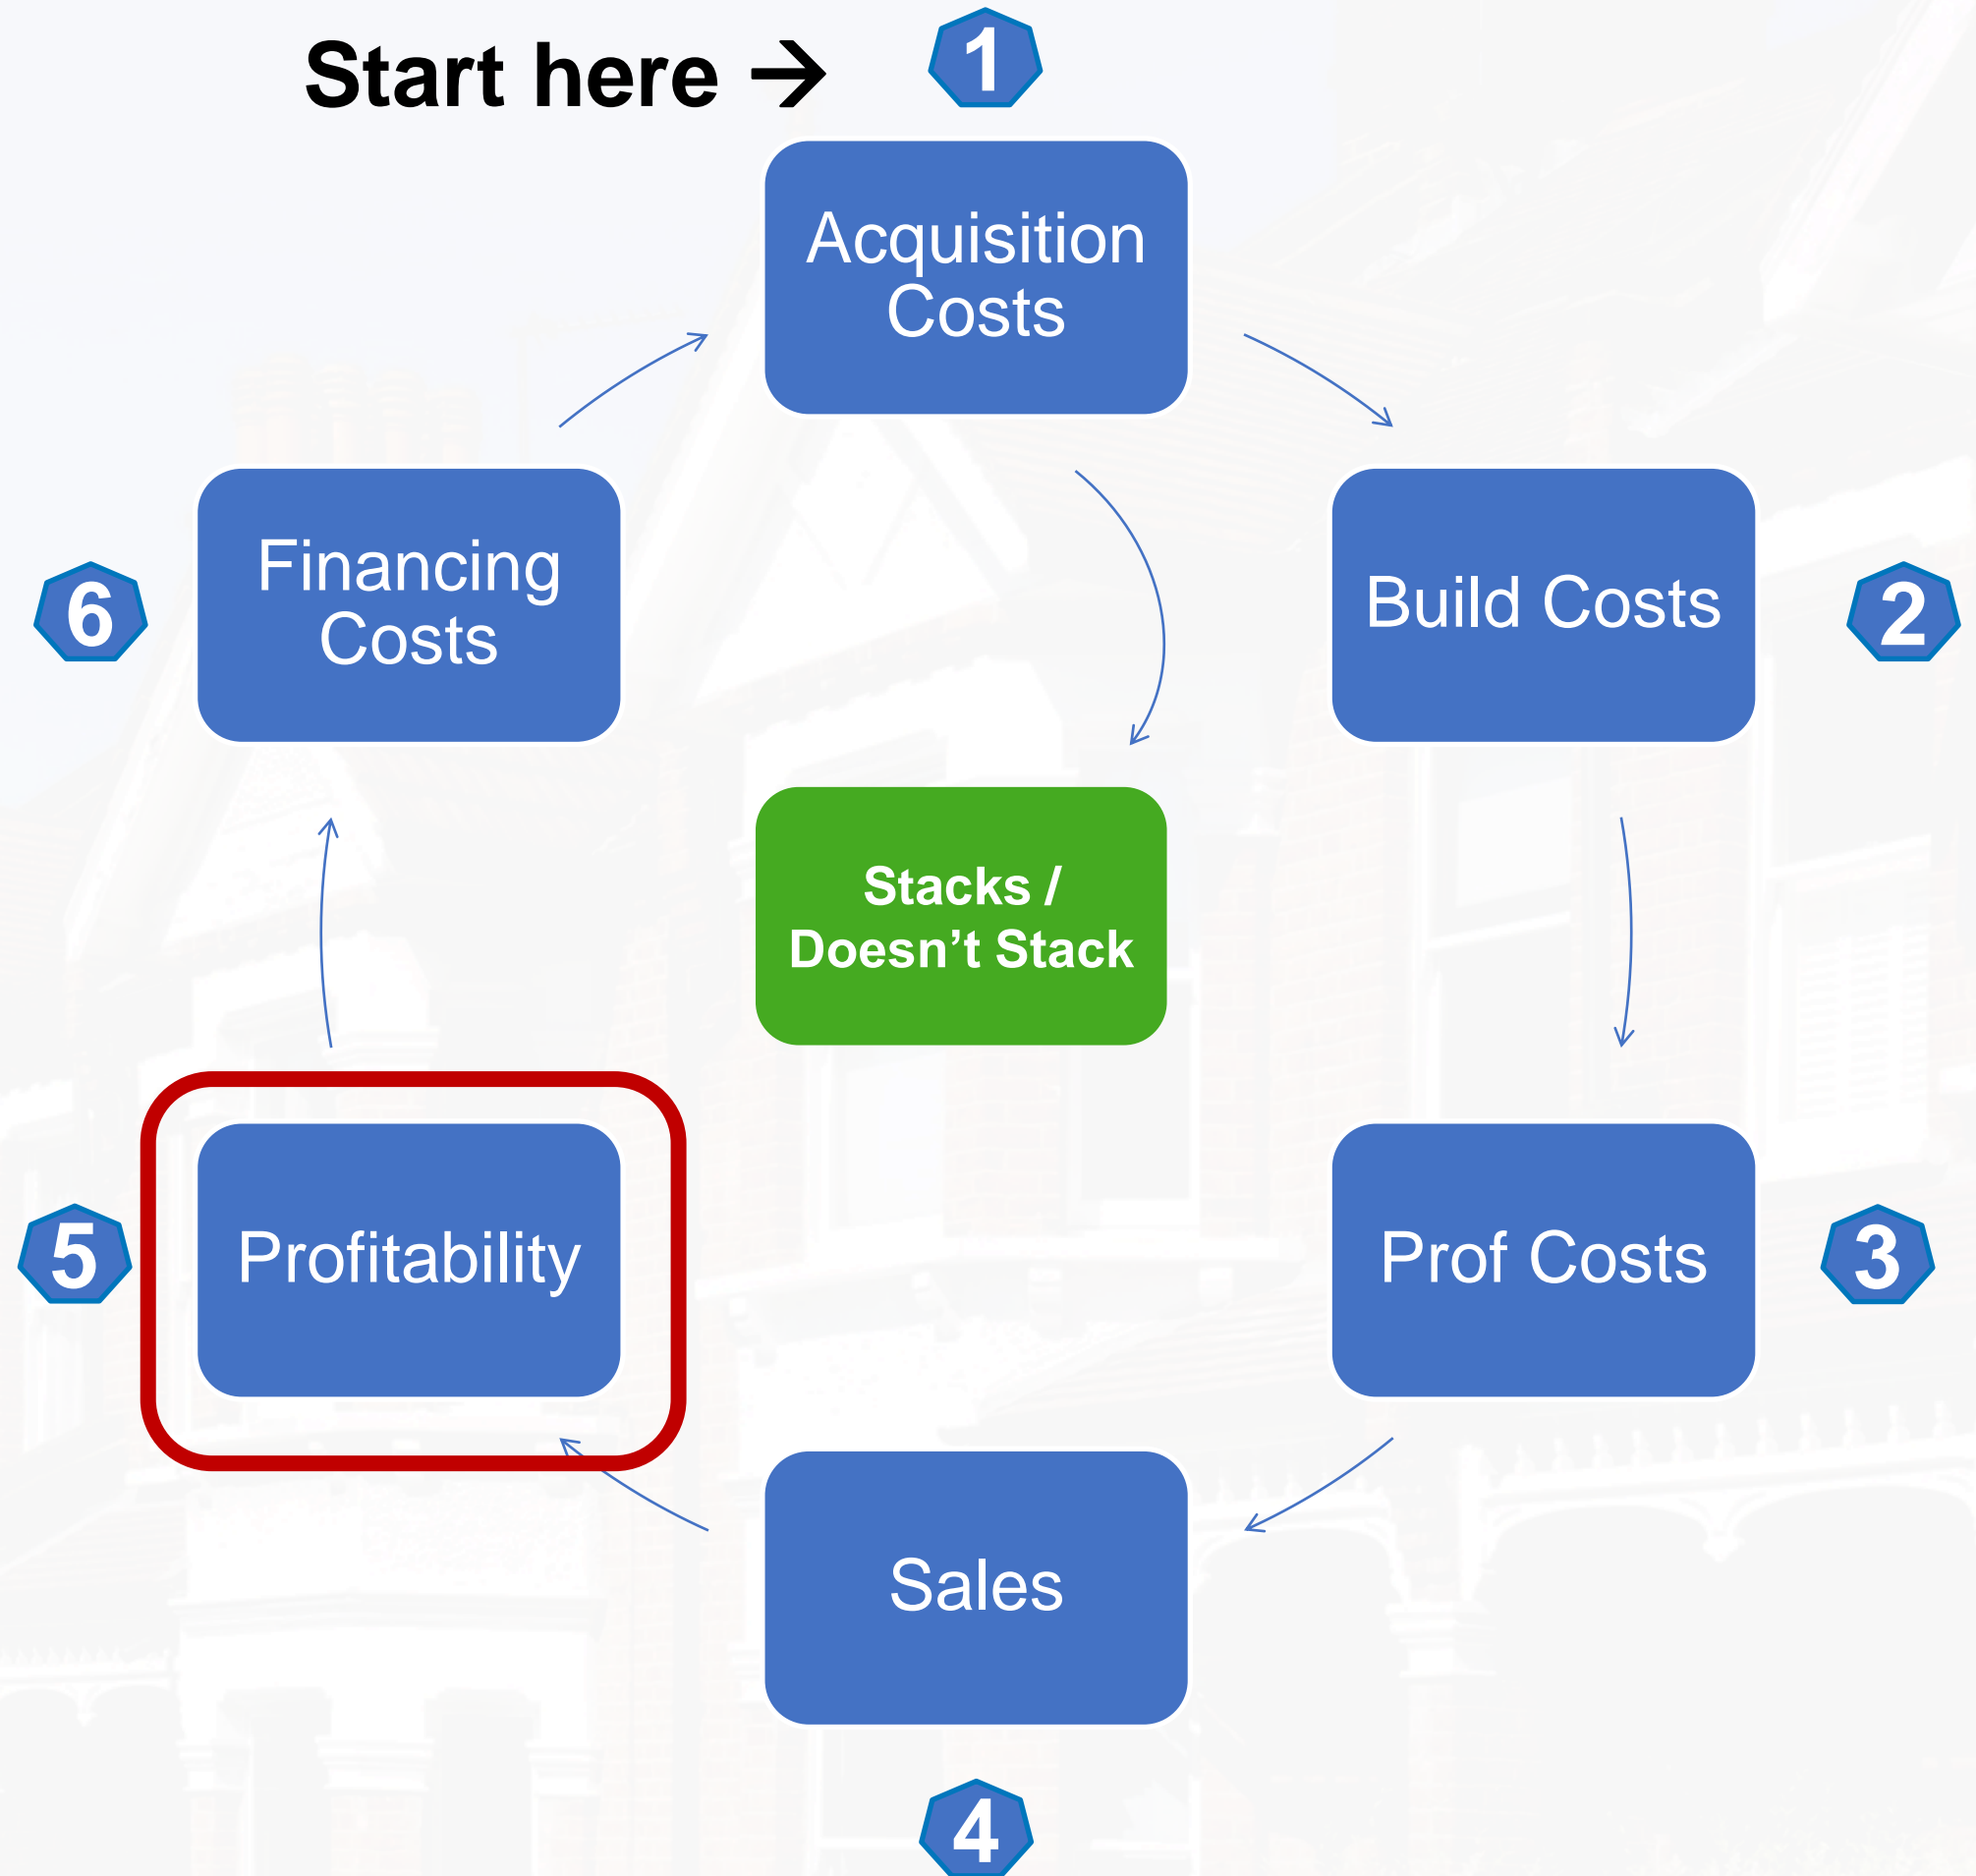 Start here →
1
Acquisition
Costs
Build Costs
2
Prof Costs
3
Sales
4
Profitability
5
Financing
Costs
6
Stacks /
Doesn’t Stack